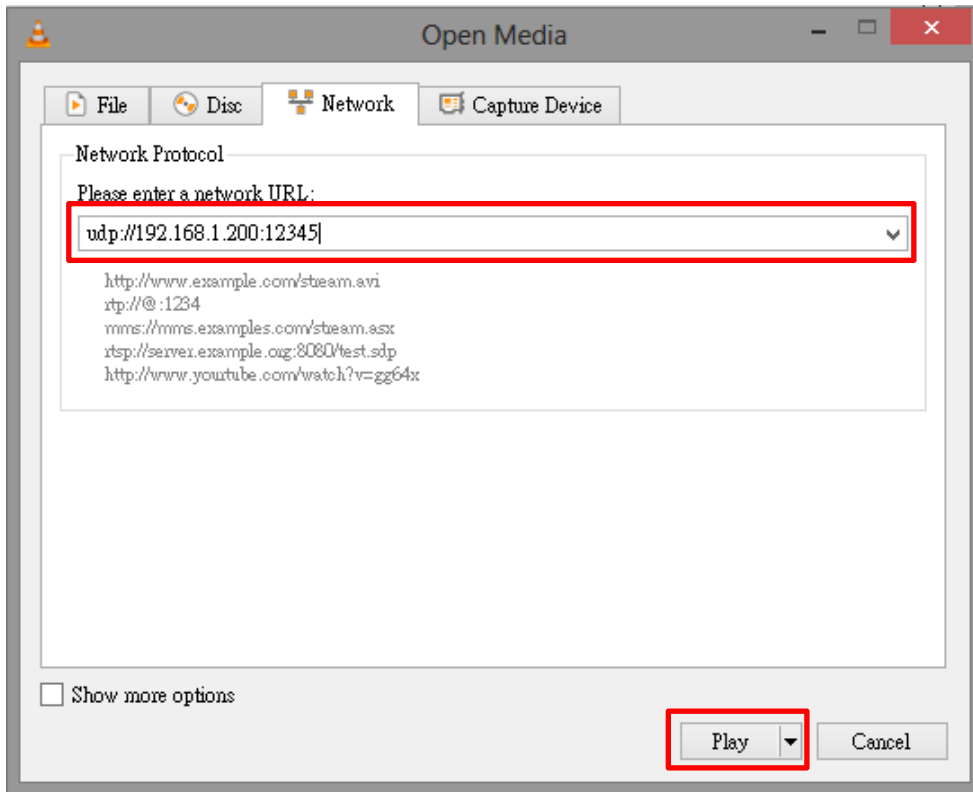 Open Media
File Disc Network Capture Device
Network Protocol
Please enter a network URL:
udp://192.168.1.200:12345
http://www.example.com/stream.avi
rtp://@:1234
mms://mms.examples.com/stream.asx
rtsp://server.example.org:8080/test.sdp
http://www.yourtube.com/watch?v=gg64x
Show more options
Play Cancel